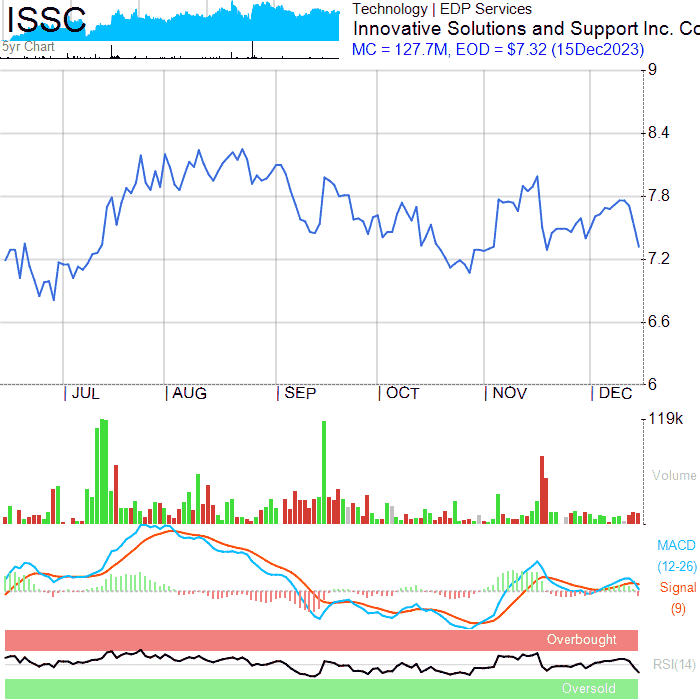 ISSC
5yr Chart
Technology | EDP Services
Innovative Solutions and Support Inc. Co
MC = 127.7M, EOD = $7.32 (15Dec2023)
9
8.4
7.8
7.2
6.6
6
| JUL | AUG | SEP | OCT | NOV | DEC
119k
Volume
MACD
(12-26)
Signal
(9)
Overbought
RSI(14)
Oversold